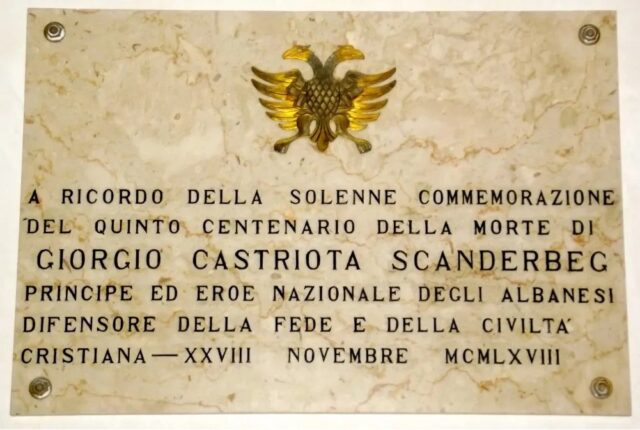 A RICORDO DELLA SOLENNE COMMEMORAZIONE
DEL QUINTO CENTENARIO DELLA MORTE DI
GIORGIO CASTRIOTA SCANDERBEG
PRINCIPE ED EROE NAZIONALE DEGLI ALBANESI
DIFENSORE DELLA FEDE E DELLA CIVILTÀ
CRISTIANA — XXVIII NOVEMBRE MCMLXVIII